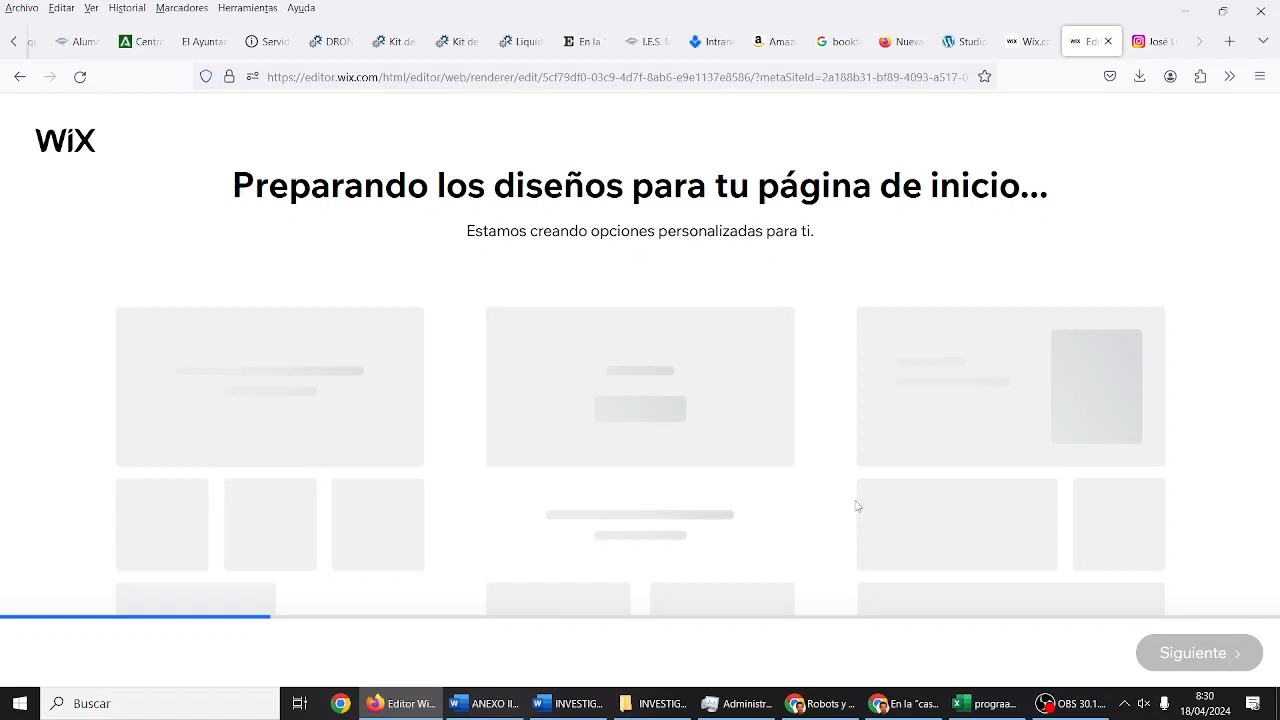 Archivo Editar Ver Historial Marcadores Herramientas Ayuda
Alum Centro El Ayuntar Servid DRON Kit de Kit de Liquid En la " I.E.S. M Intran Amaz books Nueve Studio Wix.co Edi José L
https://editor.wix.com/html/editor/web/renderer/edit/5cf79df0-03c9-4d7f-8ab6-e9e1137e8586/?metaSiteId=2a188b31-bf89-4093-a517-0
WiX
Preparando los diseños para tu página de inicio...
Estamos creando opciones personalizadas para ti.
Siguiente
Buscar
Editor Wi... ANEXO II... INVESTIG... INVESTIG... Administr... Robots y ... En la "cas... progra... OBS 30.1...
8:30
18/04/2024